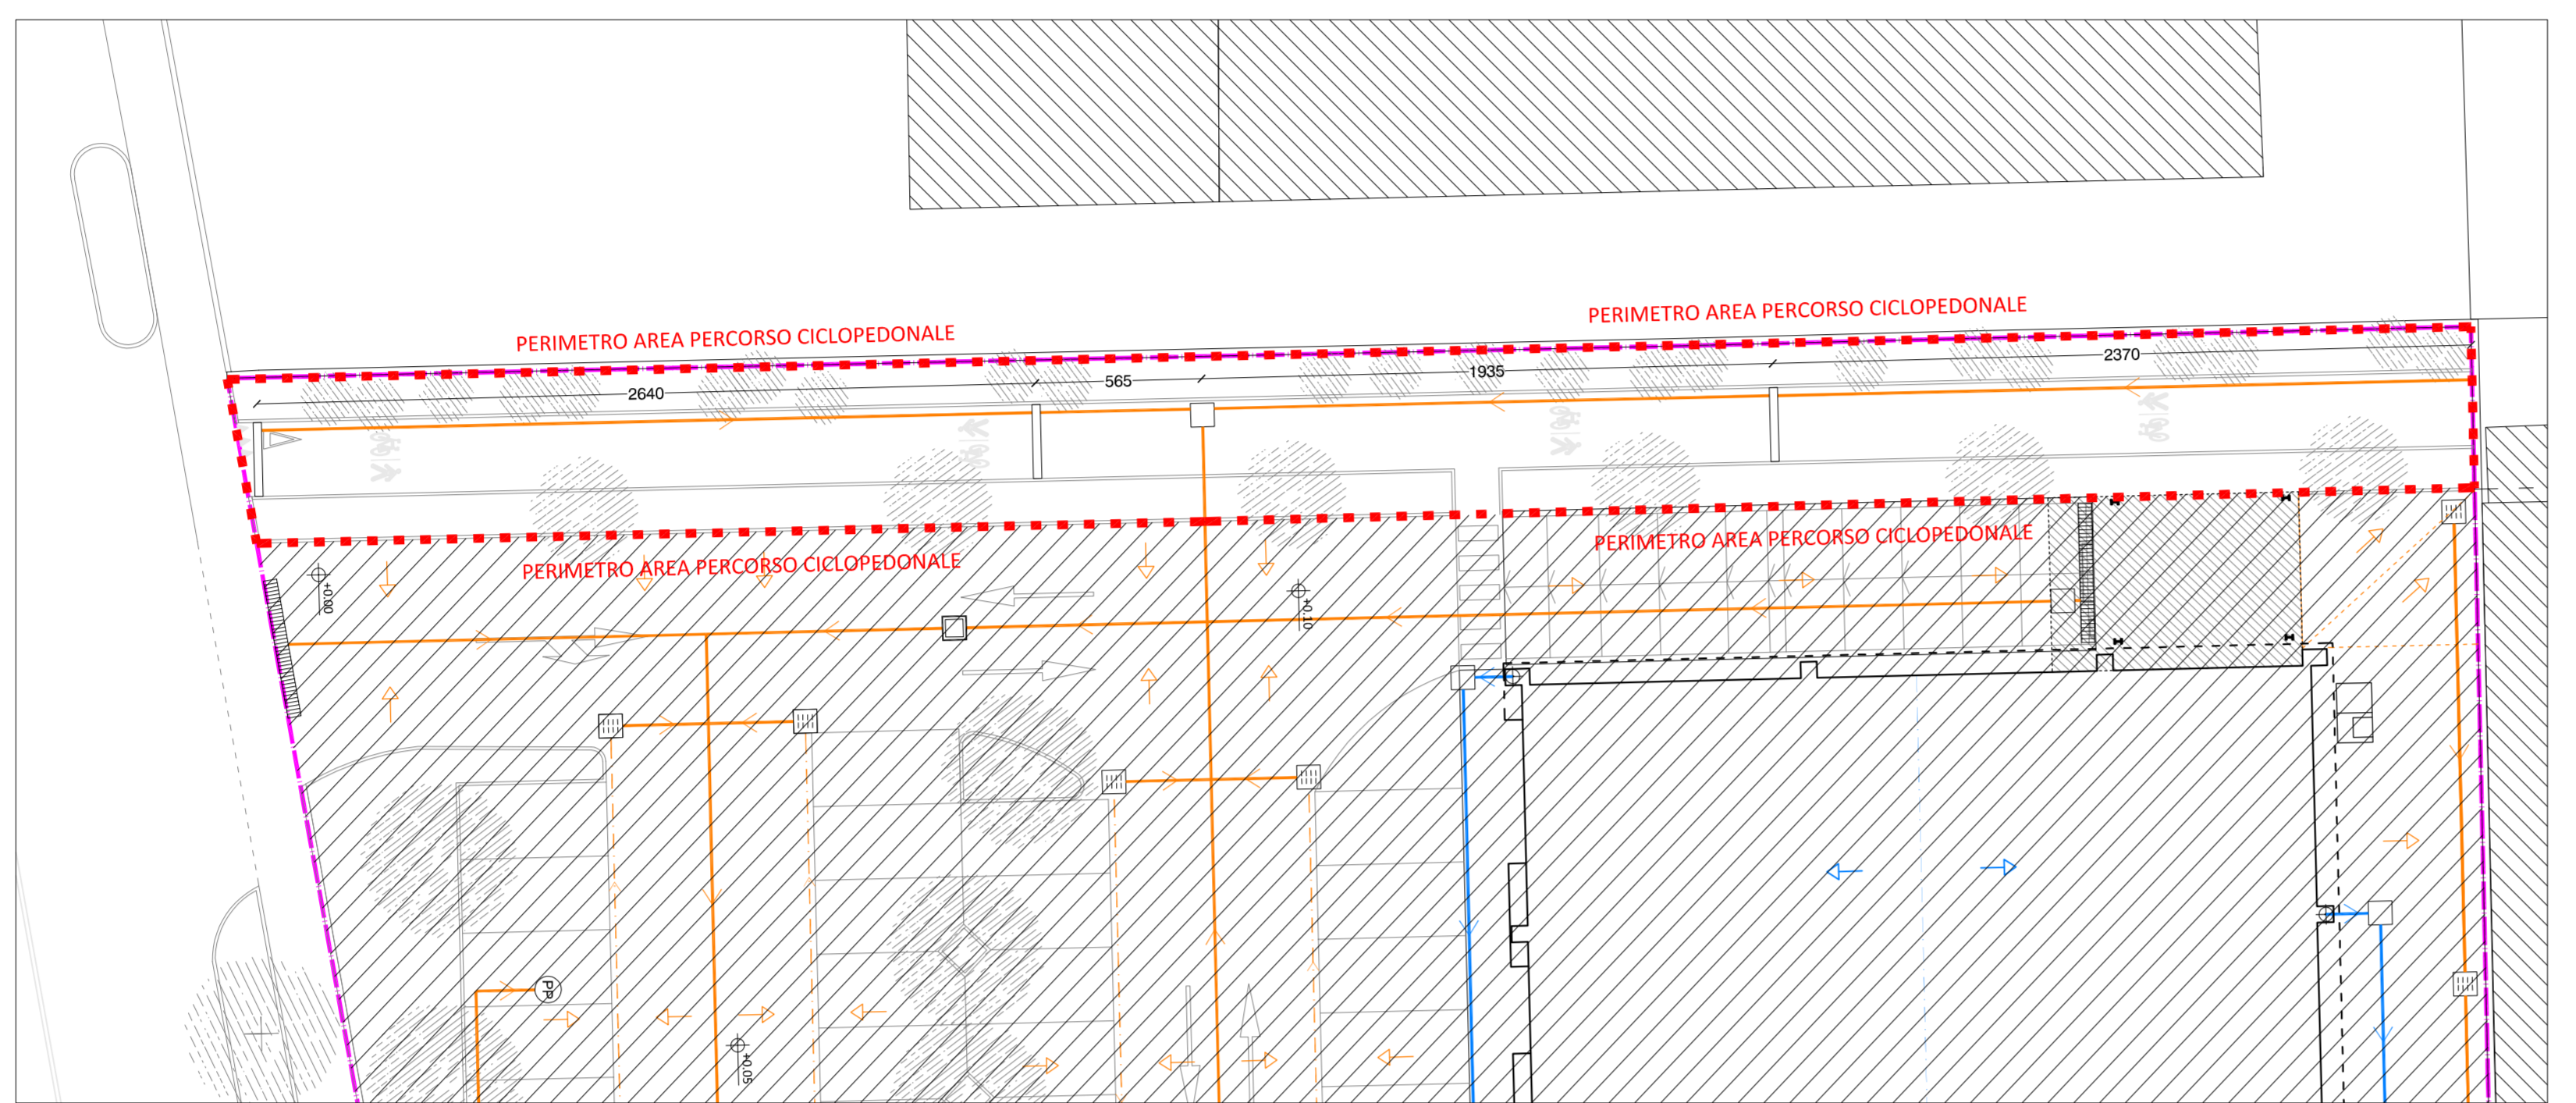 PERIMETRO AREA PERCORSO CICLOPEDONALE
PERIMETRO AREA PERCORSO CICLOPEDONALE
2640
565
1935
2370
PERIMETRO AREA PERCORSO CICLOPEDONALE
PERIMETRO AREA PERCORSO CICLOPEDONALE
+0.00
+0.10
PP
+0.05